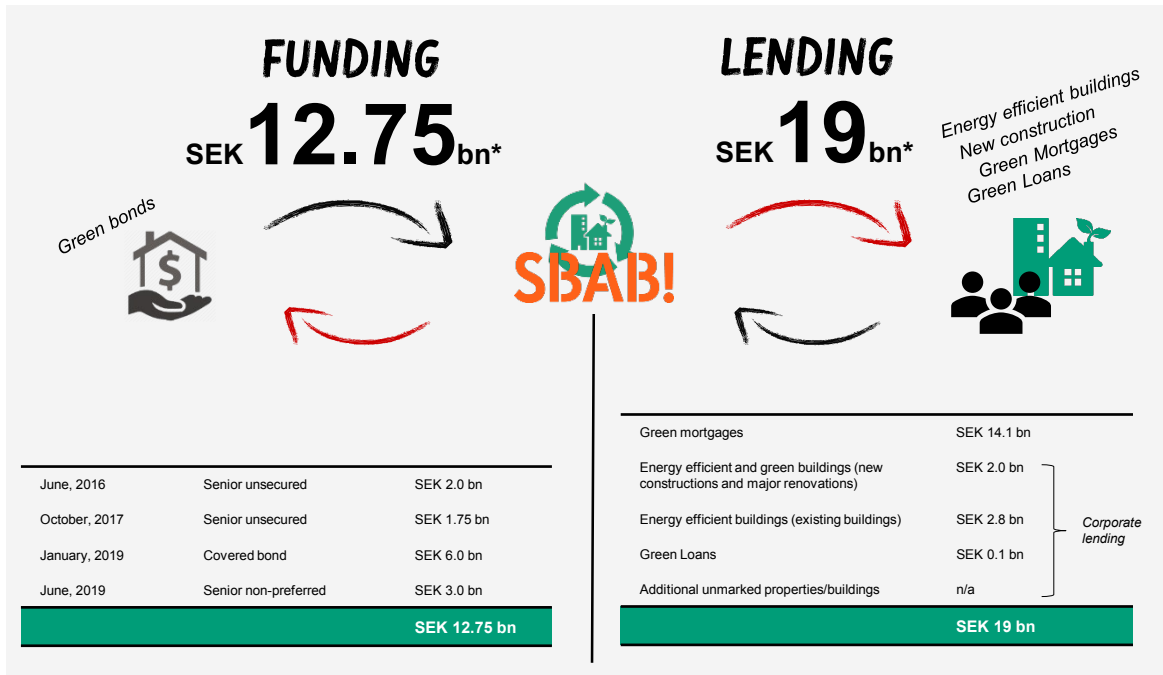 FUNDING
SEK 12.75 bn*
LENDING
SEK 19 bn*
Energy efficient buildings
New construction
Green Mortgages
Green Loans
Green bonds
$
SBAB!
June, 2016 Senior unsecured SEK 2.0 bn
October, 2017 Senior unsecured SEK 1.75 bn
January, 2019 Covered bond SEK 6.0 bn
June, 2019 Senior non-preferred SEK 3.0 bn
SEK 12.75 bn
Green mortgages SEK 14.1 bn
Energy efficient and green buildings (new SEK 2.0 bn
constructions and major renovations)
Energy efficient buildings (existing buildings) SEK 2.8 bn
Green Loans SEK 0.1 bn
Additional unmarked properties/buildings n/a
Corporate
lending
SEK 19 bn